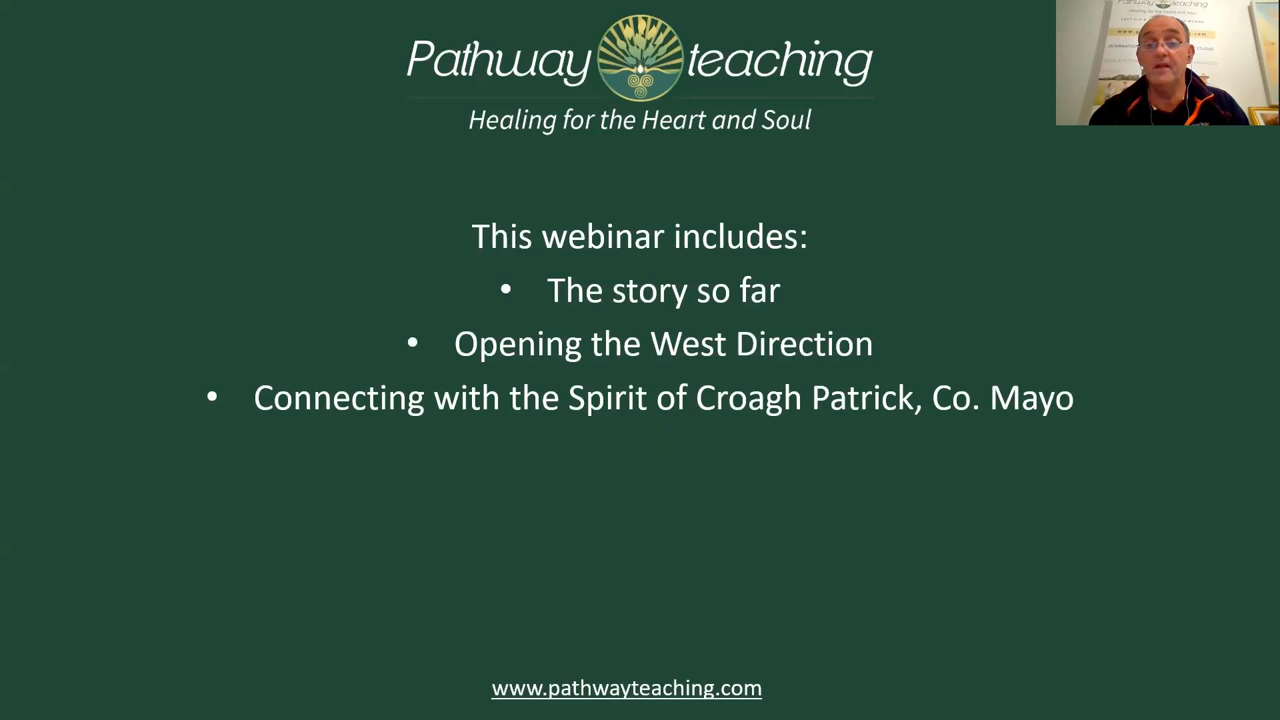 Pathway teaching
Healing for the Heart and Soul
This webinar includes:
• The story so far
• Opening the West Direction
• Connecting with the Spirit of Croagh Patrick, Co. Mayo
www.pathwayteaching.com
teaching